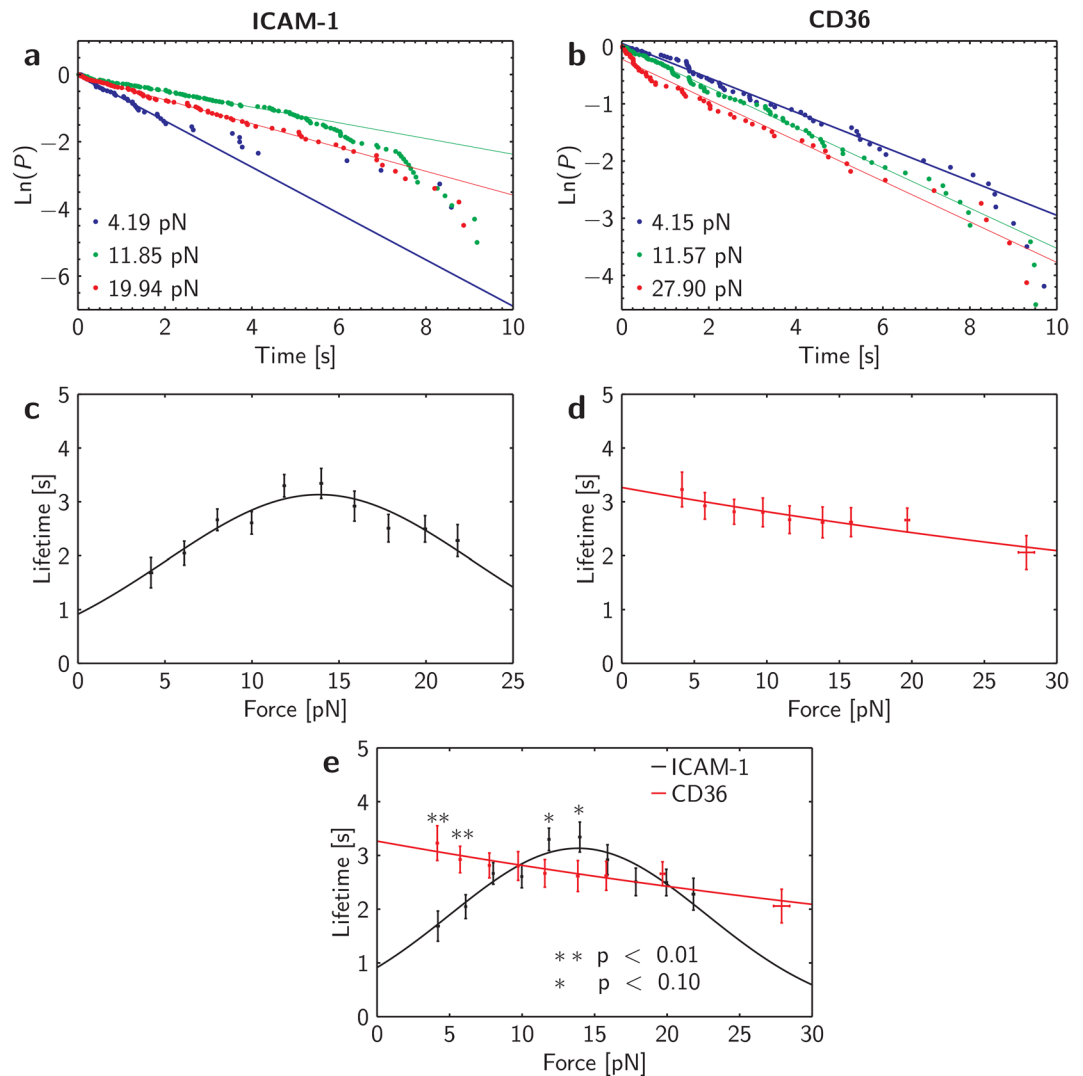 ICAM-1
CD36
a
0
−2
−4
−6
Ln(P)
4.19 pN
11.85 pN
19.94 pN
0 2 4 6 8 10
Time [s]
b
0
−1
−2
−3
−4
Ln(P)
4.15 pN
11.57 pN
27.90 pN
0 2 4 6 8 10
Time [s]
c
5
4
3
2
1
0
Lifetime [s]
0 5 10 15 20 25
Force [pN]
d
5
4
3
2
1
0
Lifetime [s]
0 5 10 15 20 25 30
Force [pN]
e
5
4
3
2
1
0
Lifetime [s]
ICAM-1
CD36
** ** * *
** p < 0.01
* p < 0.10
0 5 10 15 20 25 30
Force [pN]